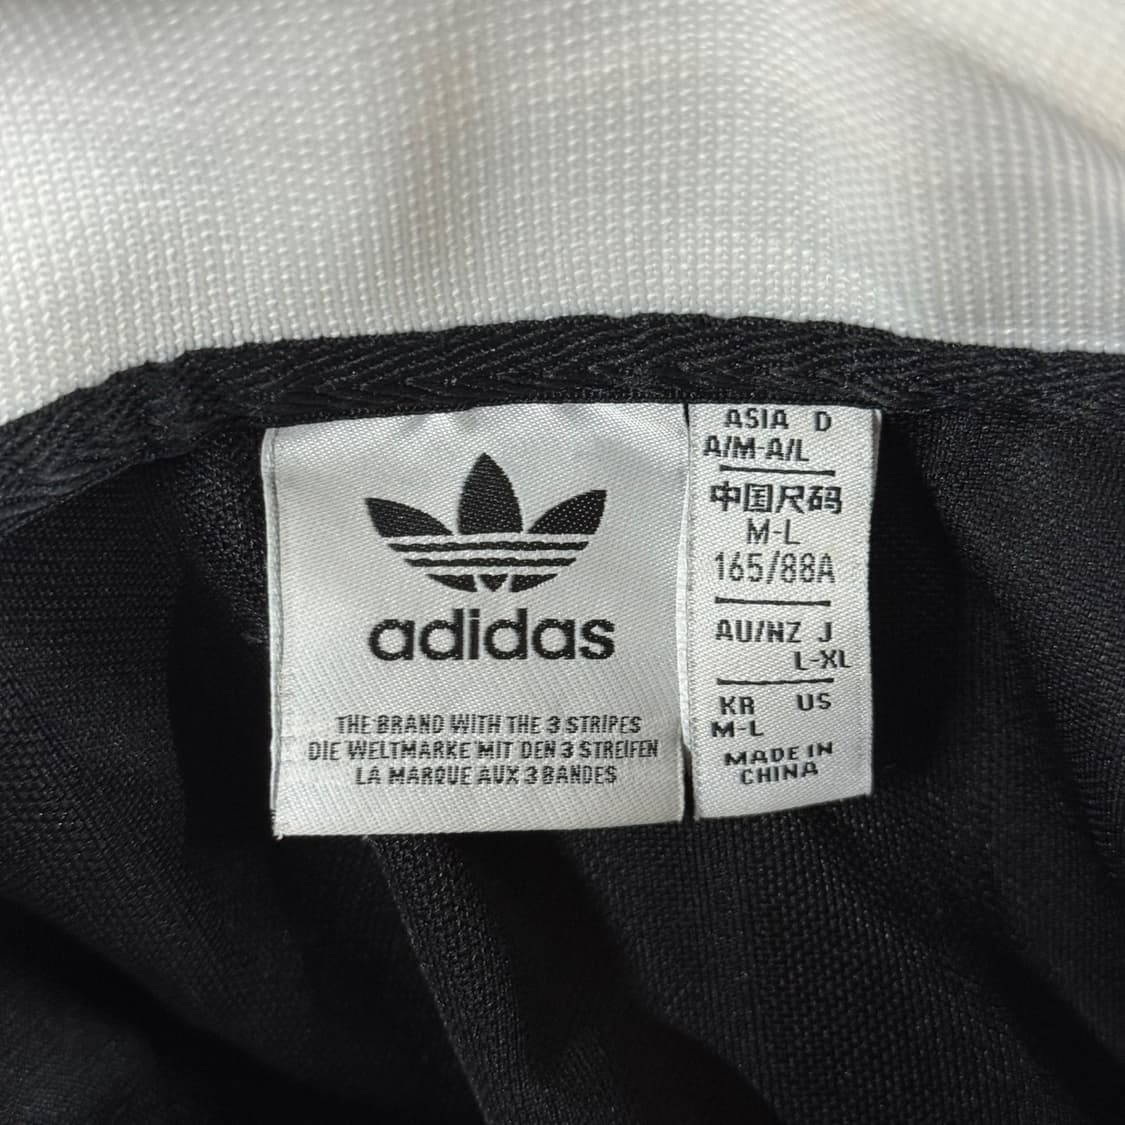 adidas
THE BRAND WITH THE 3 STRIPES
DIE WELTMARKE MIT DEN 3 STREIFEN
LA MARQUE AUX 3 BANDES
ASIA D
A/M-A/L
中国尺码
M-L
165/88A
AU/NZ J
L-XL
KR US
M-L
MADE IN
CHINA